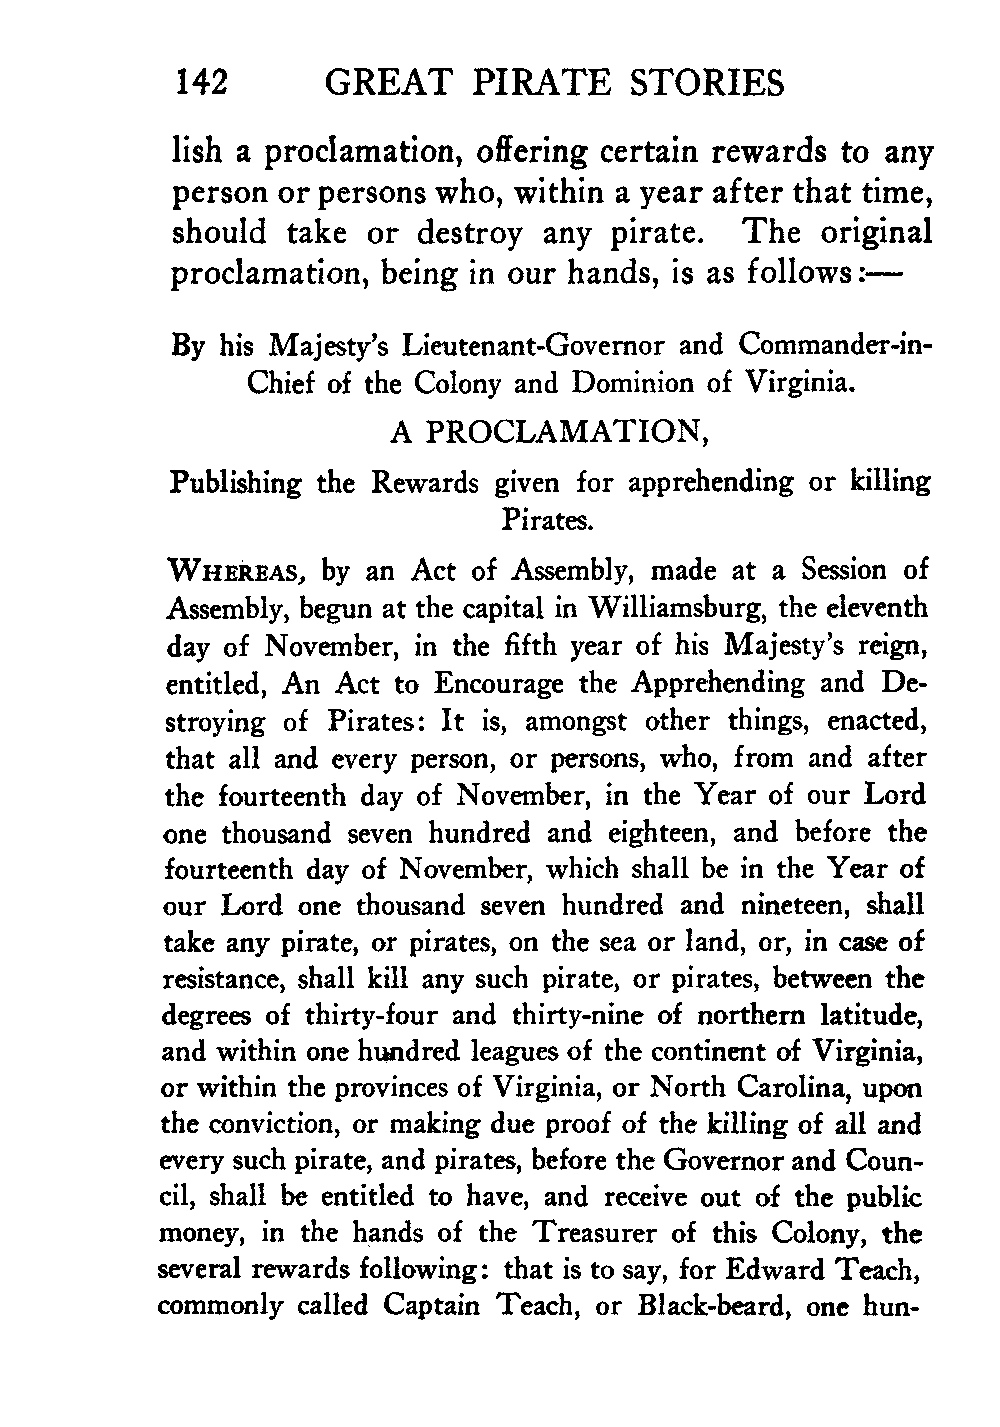 142 GREAT PIRATE STORIES
lish a proclamation, offering certain rewards to any
person or persons who, within a year after that time,
should take or destroy any pirate. The original
proclamation, being in our hands, is as follows:—
By his Majesty's Lieutenant-Governor and Commander-in-
Chief of the Colony and Dominion of Virginia.
A PROCLAMATION,
Publishing the Rewards given for apprehending or killing
Pirates.
WHEREAS, by an Act of Assembly, made at a Session of
Assembly, begun at the capital in Williamsburg, the eleventh
day of November, in the fifth year of his Majesty's reign,
entitled, An Act to Encourage the Apprehending and De-
stroying of Pirates: It is, amongst other things, enacted,
that all and every person, or persons, who, from and after
the fourteenth day of November, in the Year of our Lord
one thousand seven hundred and eighteen, and before the
fourteenth day of November, which shall be in the Year of
our Lord one thousand seven hundred and nineteen, shall
take any pirate, or pirates, on the sea or land, or, in case of
resistance, shall kill any such pirate, or pirates, between the
degrees of thirty-four and thirty-nine of northern latitude,
and within one hundred leagues of the continent of Virginia,
or within the provinces of Virginia, or North Carolina, upon
the conviction, or making due proof of the killing of all and
every such pirate, and pirates, before the Governor and Coun-
cil, shall be entitled to have, and receive out of the public
money, in the hands of the Treasurer of this Colony, the
several rewards following: that is to say, for Edward Teach,
commonly called Captain Teach, or Black-beard, one hun-